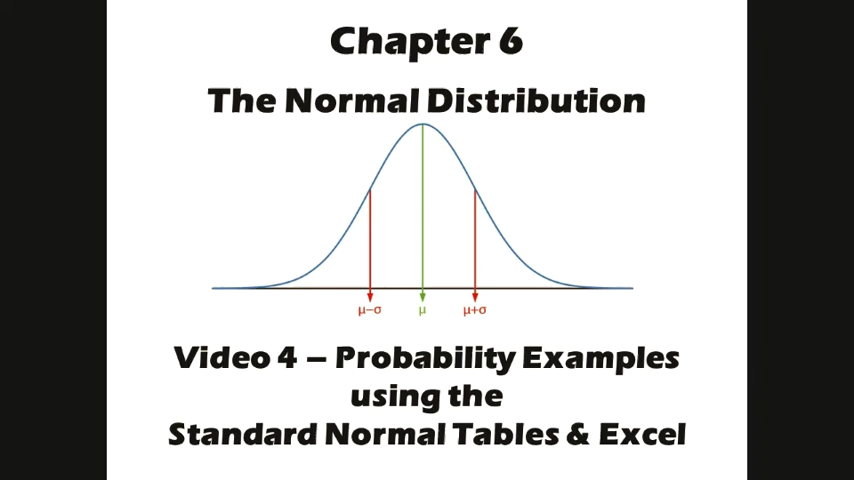 Chapter 6
The Normal Distribution
μ−σ
μ
μ+σ
Video 4 – Probability Examples
using the
Standard Normal Tables & Excel